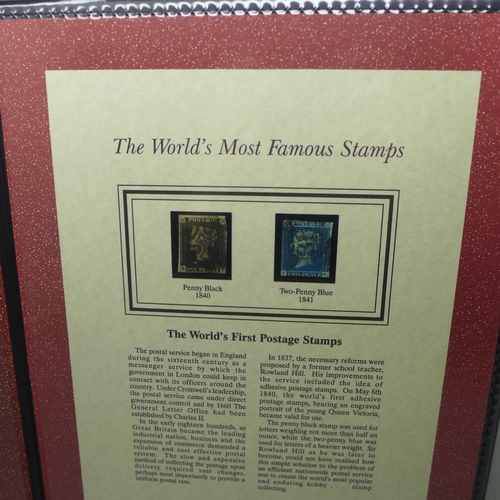 The World's Most Famous Stamps
POSTAGE
POSTAGE
TWO PENCE
Penny Black
1840
Two-Penny Blue
1841
The World's First Postage Stamps
The postal service began in England
during the sixteenth century as a
messenger service by which the
government in London could keep in
contact with its officers around the
country. Under Cromwell's leadership,
the postal service came under direct
government control and by 1660 The
General Letter Office had been
established by Charles II.
In the early eighteen hundreds, as
Great Britain became the leading
industrial nation, business and the
expansion of commerce demanded a
reliable and cost effective postal
system. The slow and expensive
method of collecting the postage upon
delivery required vast changes, and
perhaps more importantly to provide a
uniform postal rate.
In 1837, the necessary reforms were
proposed by a former school teacher,
Rowland Hill. His improvements to
the service included the idea of
adhesive postage stamps. On May 6th
1840, the world's first adhesive
postage stamps, bearing an engraved
portrait of the young Queen Victoria,
became valid for use.
The penny black stamp was used for
letters weighing not more than half an
ounce, while the two-penny blue was
used for letters of a heavier weight. Sir
Rowland Hill as he was later to
become, could not have realised how
this simple solution to the problem of
an efficient nationwide postal service
was to create the world's most popular
and enduring hobby . . . stamp
collecting.